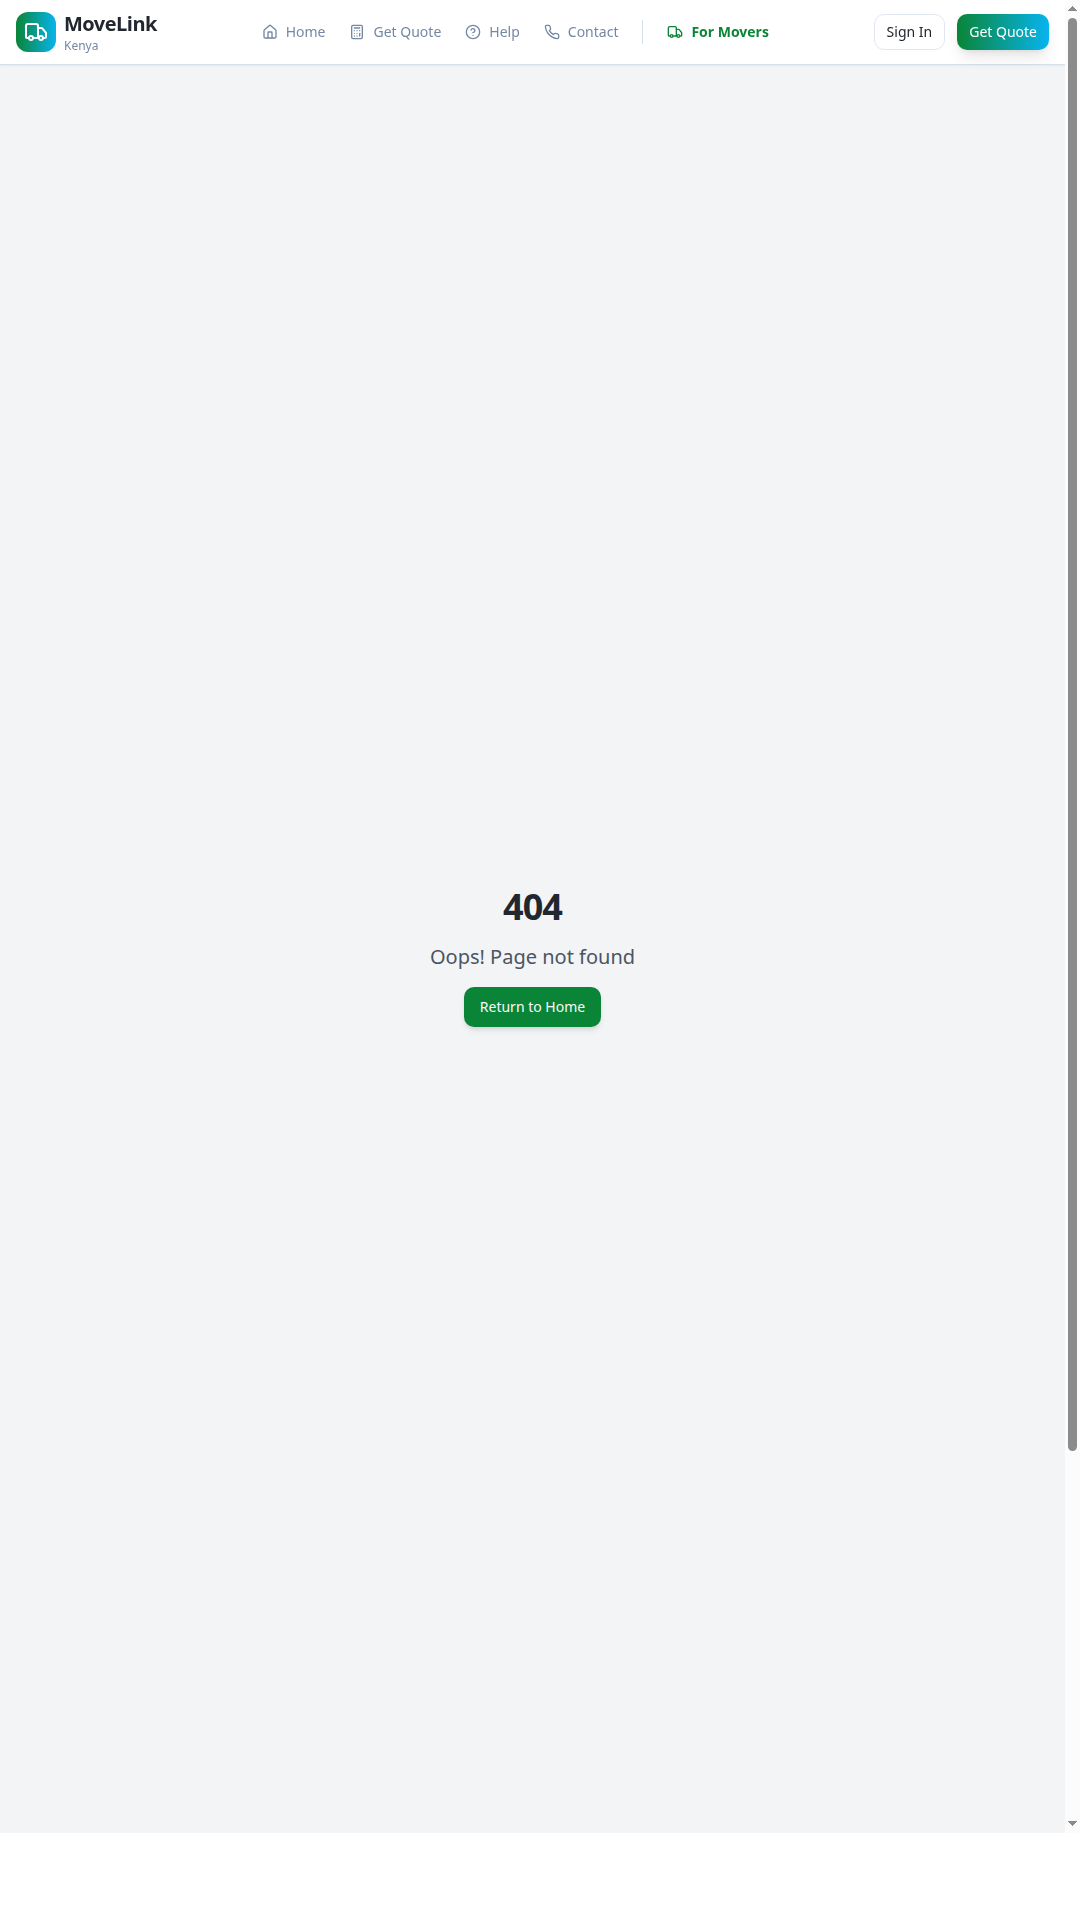 MoveLink
Kenya
Home
Get Quote
Help
Contact
For Movers
Sign In
Get Quote
404
Oops! Page not found
Return to Home